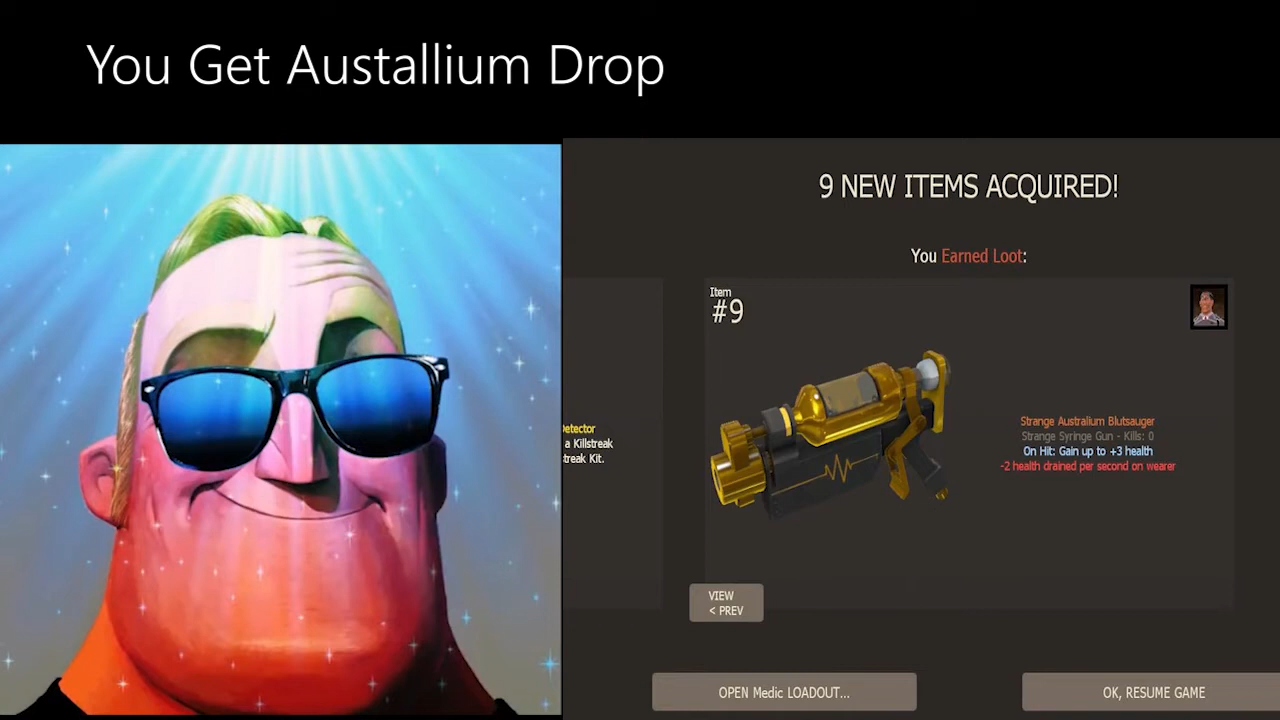 You Get Austallium Drop
9 NEW ITEMS ACQUIRED!
You Earned Loot:
Item
#9
Detector
a Killstreak
treak Kit.
Strange Australium Blutsauger
Strange Syringe Gun - Kills: 0
On Hit: Gain up to +3 health
-2 health drained per second on wearer
VIEW
< PREV
OPEN Medic LOADOUT...
OK, RESUME GAME